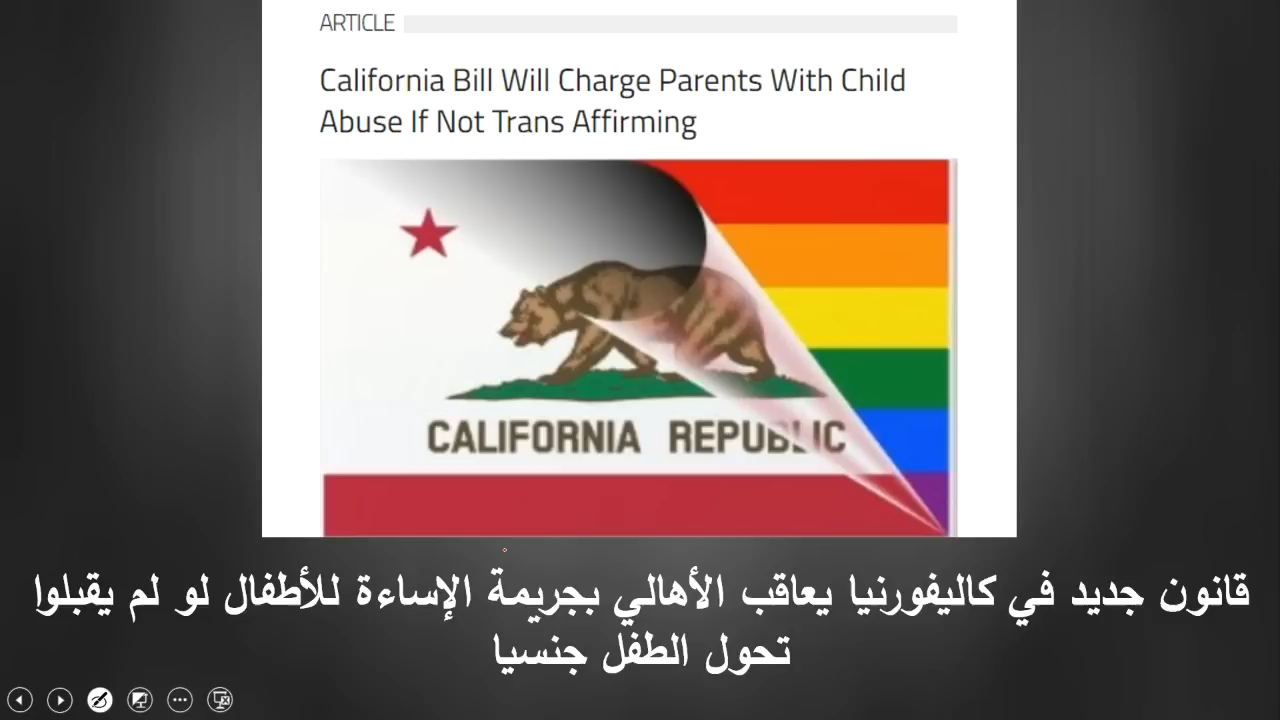 ARTICLE
California Bill Will Charge Parents With Child
Abuse If Not Trans Affirming
CALIFORNIA REPUBLIC
قانون جديد في كاليفورنيا يعاقب الأهالي بجريمة الإساءة للأطفال لو لم يقبلوا
تحول الطفل جنسيا